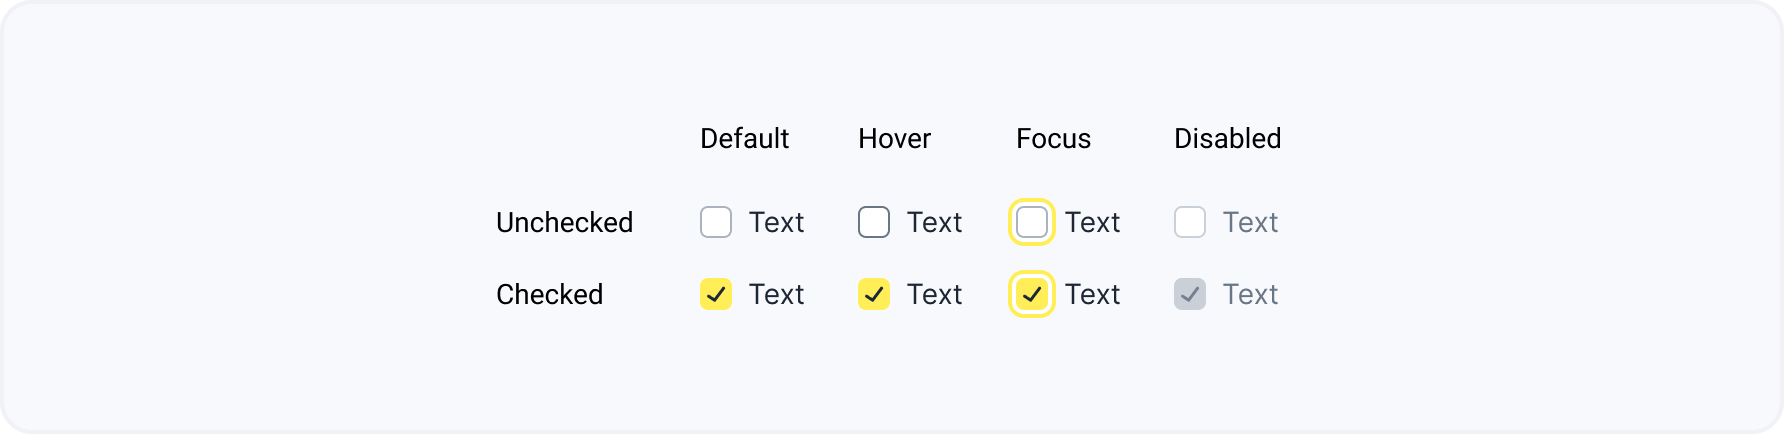 Default Hover Focus Disabled
Unchecked Text Text Text Text
Checked Text Text Text Text